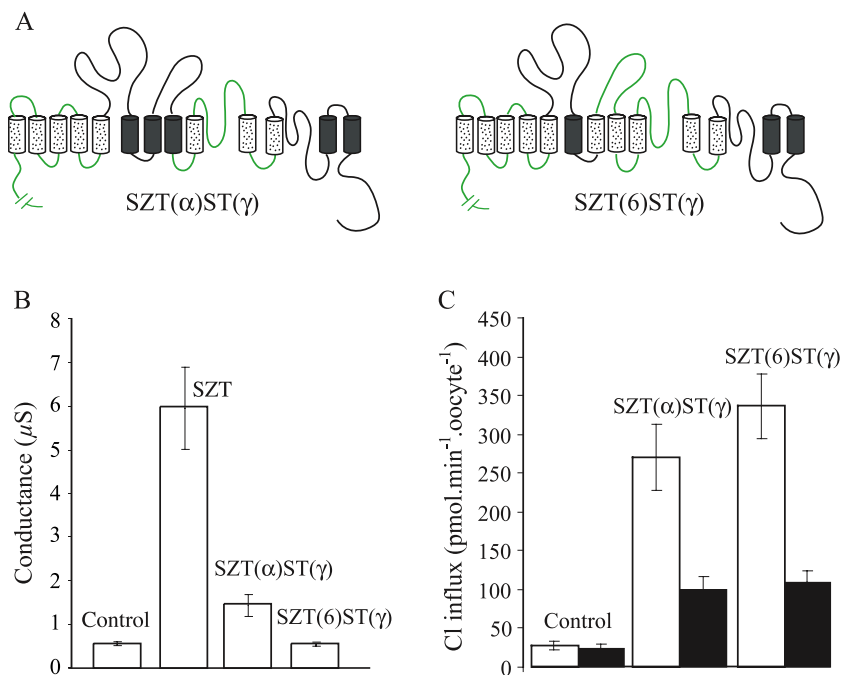 A
SZT(α)ST(γ)
SZT(6)ST(γ)
B
Conductance (µS)
8
7
6
5
4
3
2
1
0
Control
SZT
SZT(α)ST(γ)
SZT(6)ST(γ)
C
Cl influx (pmol.min⁻¹.oocyte⁻¹)
450
400
350
300
250
200
150
100
50
0
Control
SZT(α)ST(γ)
SZT(6)ST(γ)